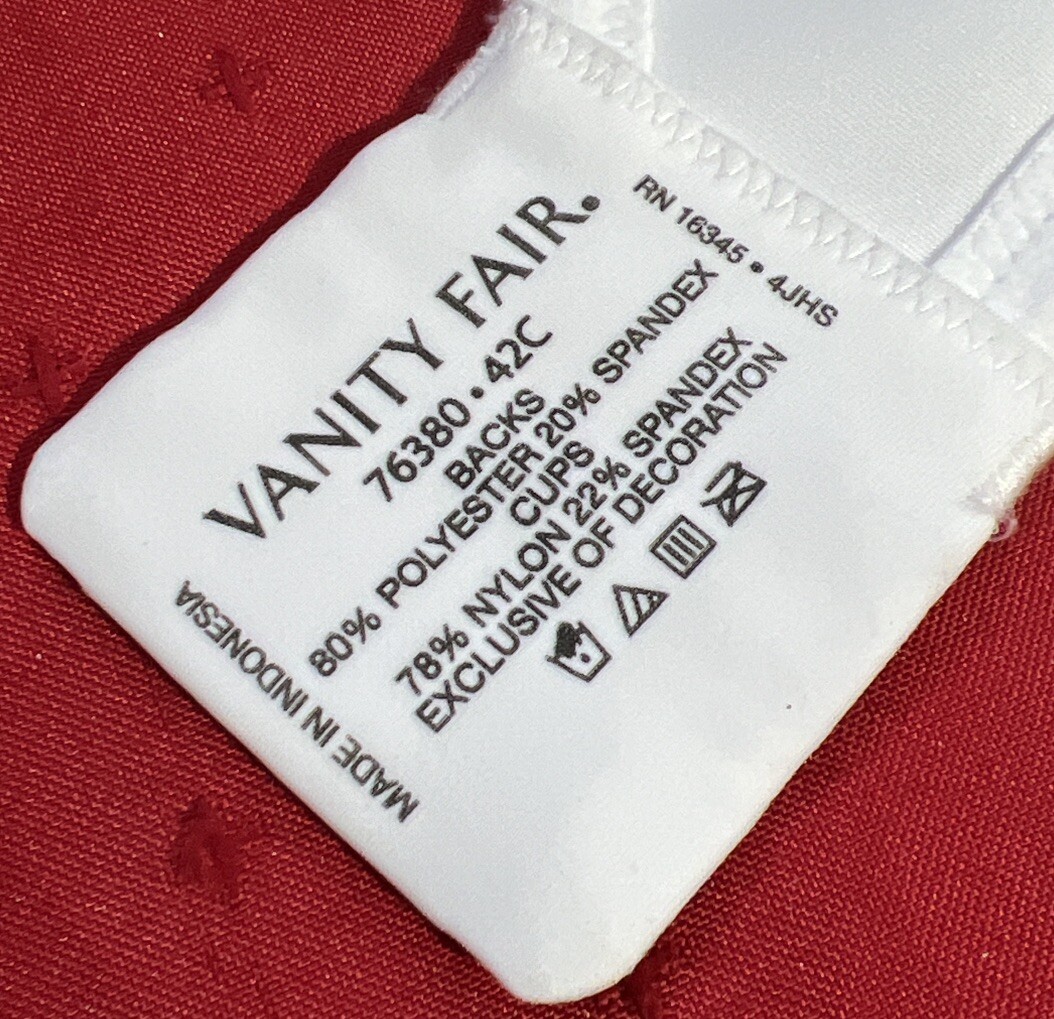 RN 16345 • 4JHS
VANITY FAIR®
76380 • 42C
BACKS
80% POLYESTER 20% SPANDEX
CUPS
78% NYLON 22% SPANDEX
EXCLUSIVE OF DECORATION
MADE IN INDONESIA